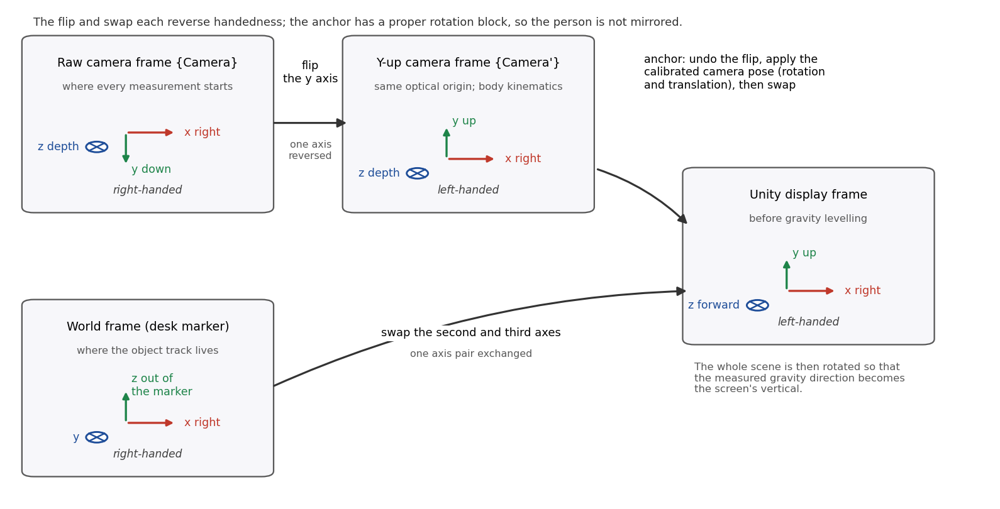 The flip and swap each reverse handedness; the anchor has a proper rotation block, so the person is not mirrored.
Raw camera frame {Camera}
where every measurement starts
x right
z depth
y down
right-handed
flip
the y axis
one axis
reversed
Y-up camera frame {Camera'}
same optical origin; body kinematics
y up
x right
z depth
left-handed
anchor: undo the flip, apply the
calibrated camera pose (rotation
and translation), then swap
Unity display frame
before gravity levelling
y up
x right
z forward
left-handed
The whole scene is then rotated so that
the measured gravity direction becomes
the screen's vertical.
World frame (desk marker)
where the object track lives
z out of
the marker
x right
y
right-handed
swap the second and third axes
one axis pair exchanged